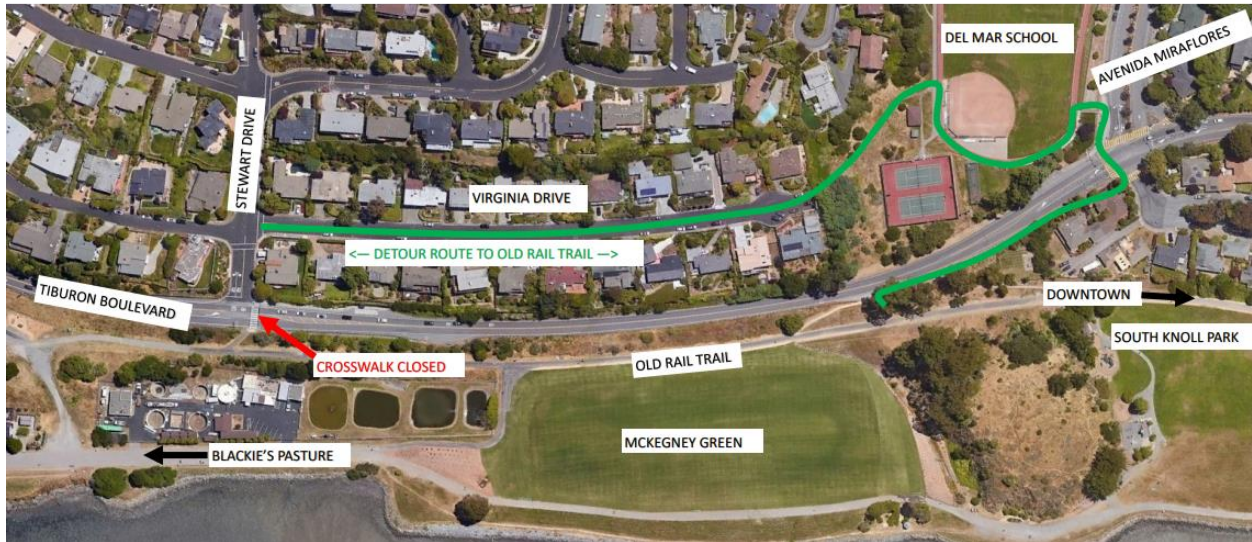 DEL MAR SCHOOL
AVENIDA MIRAFLORES
STEWART DRIVE
VIRGINIA DRIVE
<-- DETOUR ROUTE TO OLD RAIL TRAIL -->
TIBURON BOULEVARD
DOWNTOWN
SOUTH KNOLL PARK
CROSSWALK CLOSED
OLD RAIL TRAIL
MCKEGNEY GREEN
BLACKIE'S PASTURE